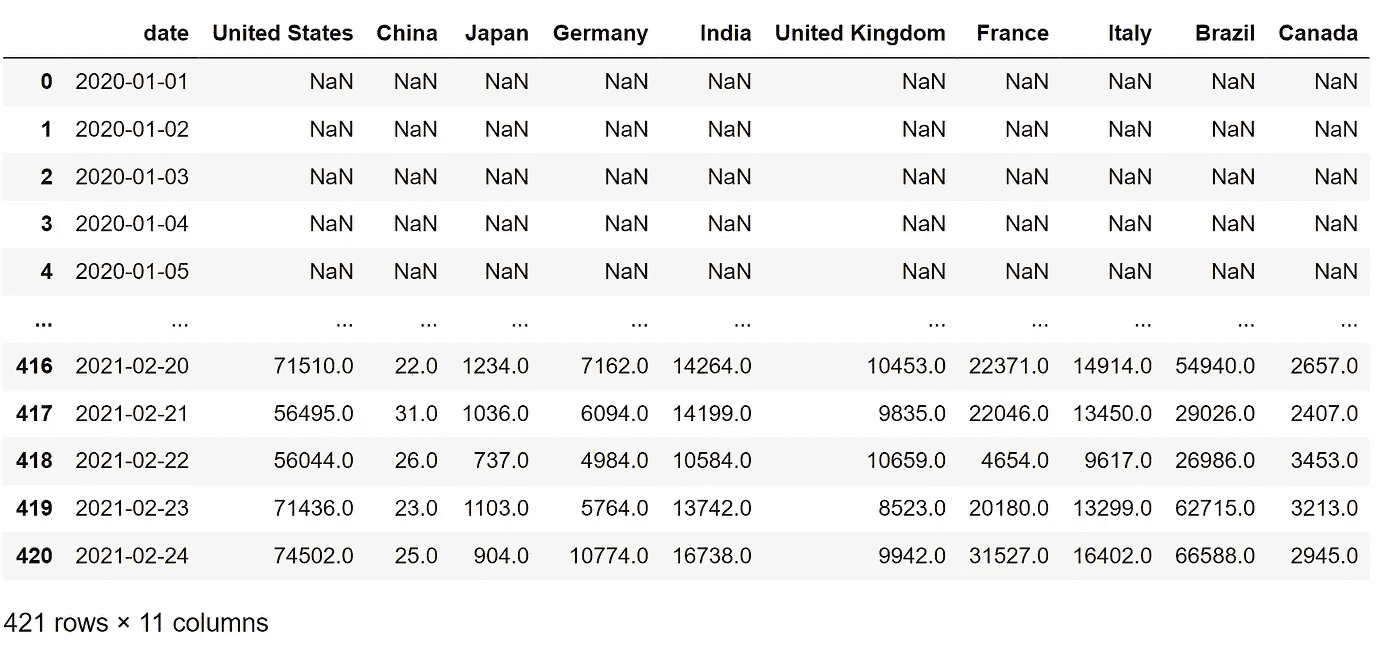 date United States China Japan Germany India United Kingdom France Italy Brazil Canada
0 2020-01-01 NaN NaN NaN NaN NaN NaN NaN NaN NaN NaN
1 2020-01-02 NaN NaN NaN NaN NaN NaN NaN NaN NaN NaN
2 2020-01-03 NaN NaN NaN NaN NaN NaN NaN NaN NaN NaN
3 2020-01-04 NaN NaN NaN NaN NaN NaN NaN NaN NaN NaN
4 2020-01-05 NaN NaN NaN NaN NaN NaN NaN NaN NaN NaN
... ... ... ... ... ... ... ... ... ... ... ...
416 2021-02-20 71510.0 22.0 1234.0 7162.0 14264.0 10453.0 22371.0 14914.0 54940.0 2657.0
417 2021-02-21 56495.0 31.0 1036.0 6094.0 14199.0 9835.0 22046.0 13450.0 29026.0 2407.0
418 2021-02-22 56044.0 26.0 737.0 4984.0 10584.0 10659.0 4654.0 9617.0 26986.0 3453.0
419 2021-02-23 71436.0 23.0 1103.0 5764.0 13742.0 8523.0 20180.0 13299.0 62715.0 3213.0
420 2021-02-24 74502.0 25.0 904.0 10774.0 16738.0 9942.0 31527.0 16402.0 66588.0 2945.0
421 rows × 11 columns